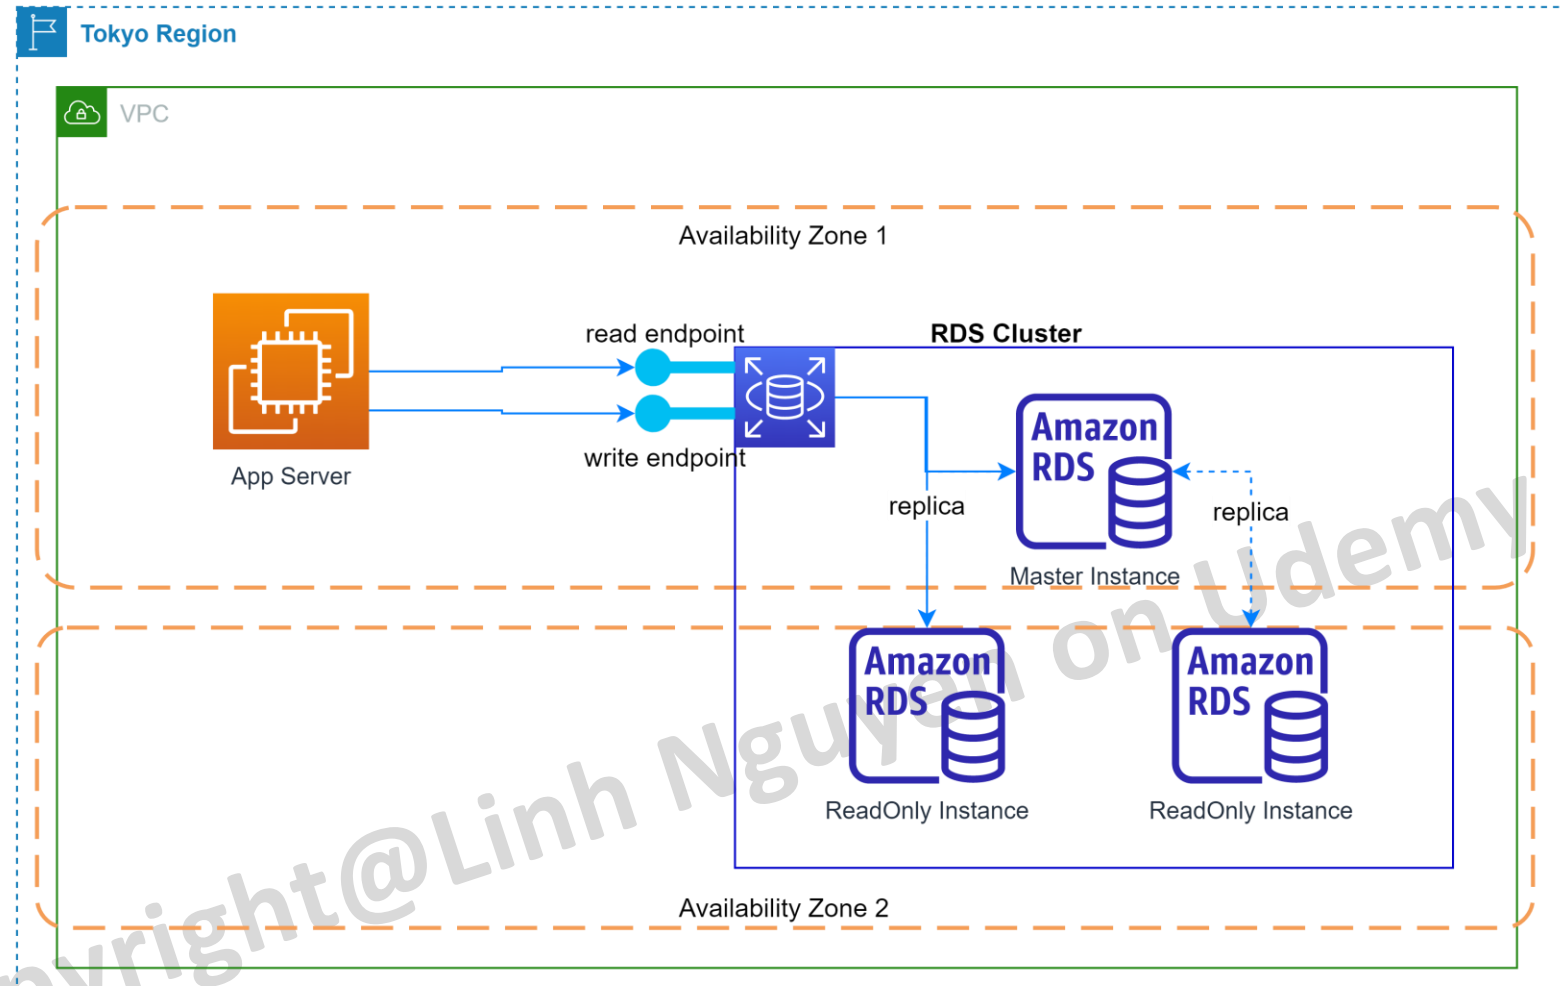 Tokyo Region
VPC
Availability Zone 1
read endpoint
RDS Cluster
write endpoint
App Server
Amazon
RDS
replica
replica
Master Instance
Amazon
RDS
Amazon
RDS
ReadOnly Instance
ReadOnly Instance
Availability Zone 2
pyright@Linh Nguyen on Udemy